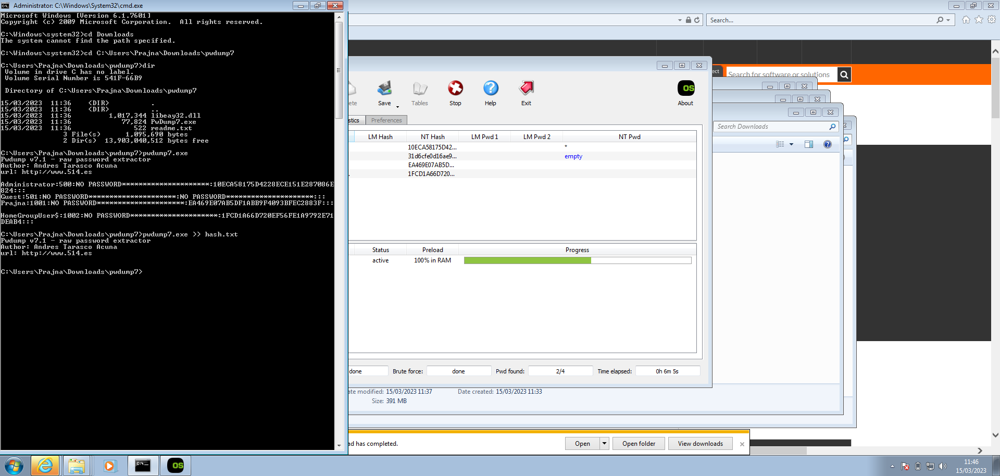 Administrator: C:\Windows\System32\cmd.exe
Microsoft Windows [Version 6.1.7601]
Copyright (c) 2009 Microsoft Corporation.  All rights reserved.
C:\Windows\system32>cd Downloads
The system cannot find the path specified.
C:\Windows\system32>cd C:\Users\Prajna\Downloads\pwdump7
C:\Users\Prajna\Downloads\pwdump7>dir
Volume in drive C has no label.
Volume Serial Number is 541F-66B9
Directory of C:\Users\Prajna\Downloads\pwdump7
15/03/2023  11:36    <DIR>          .
15/03/2023  11:36    <DIR>          ..
15/03/2023  11:36         1,017,344 libeay32.dll
15/03/2023  11:36            77,824 PwDump7.exe
15/03/2023  11:36               522 readme.txt
3 File(s)      1,095,690 bytes
2 Dir(s)  13,903,040,512 bytes free
C:\Users\Prajna\Downloads\pwdump7>pwdump7.exe
Pwdump v7.1 - raw password extractor
Author: Andres Tarasco Acuna
url: http://www.514.es
Administrator:500:NO PASSWORD*********************:10ECA58175D4228ECE151E287086E
824:::
Guest:501:NO PASSWORD*********************:NO PASSWORD*********************:::
Prajna:1001:NO PASSWORD*********************:EA469E07AB5DF1ABB9F4093BFEC2883F:::
HomeGroupUser$:1002:NO PASSWORD*********************:1FCD1A66D720EF56FE1A9792E71
DEAB4:::
C:\Users\Prajna\Downloads\pwdump7>pwdump7.exe >> hash.txt
Pwdump v7.1 - raw password extractor
Author: Andres Tarasco Acuna
url: http://www.514.es
C:\Users\Prajna\Downloads\pwdump7>
Search...
ect
Search for software or solutions
ete
Save
Tables
Stop
Help
Exit
OS
About
stics
Preferences
Search Downloads
LM Hash
NT Hash
LM Pwd 1
LM Pwd 2
NT Pwd
10ECA58175D42...
*
31d6cfe0d16ae9...
empty
EA469E07AB5D...
1FCD1A66D720...
Status
Preload
Progress
active
100% in RAM
done
Brute force:
done
Pwd found:
2/4
Time elapsed:
0h 6m 5s
ate modified: 15/03/2023 11:37
Date created: 15/03/2023 11:33
Size: 391 MB
ad has completed.
Open
Open folder
View downloads
OS
11:46
15/03/2023